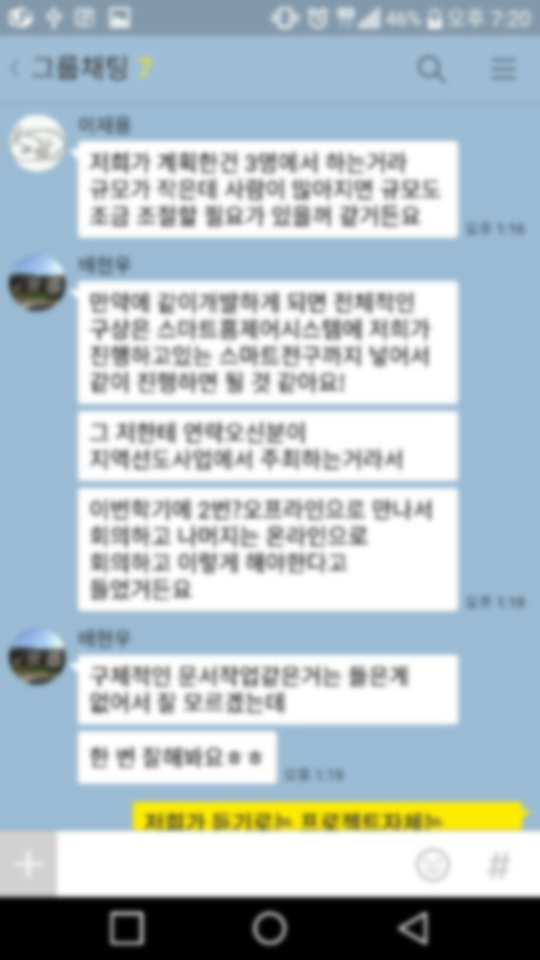 46% 오후 7:20
그룹채팅 7
이재용
저희가 계획한건 3명에서 하는거라
규모가 작은데 사람이 많아지면 규모도
조금 조절할 필요가 있을꺼 같거든요
오후 1:16
배현우
만약에 같이개발하게 되면 전체적인
구상은 스마트홈제어시스템에 저희가
진행하고있는 스마트전구까지 넣어서
같이 진행하면 될 것 같아요!
그 저한테 연락오신분이
지역선도사업에서 주최하는거라서
이번학기에 2번?오프라인으로 만나서
회의하고 나머지는 온라인으로
회의하고 이렇게 해야한다고
들었거든요
오후 1:18
배현우
구체적인 문서작업같은거는 들은게
없어서 잘 모르겠는데
한 번 잘해봐요ㅎㅎ
오후 1:19
저희가 듣기로는 프로젝트자체는
#